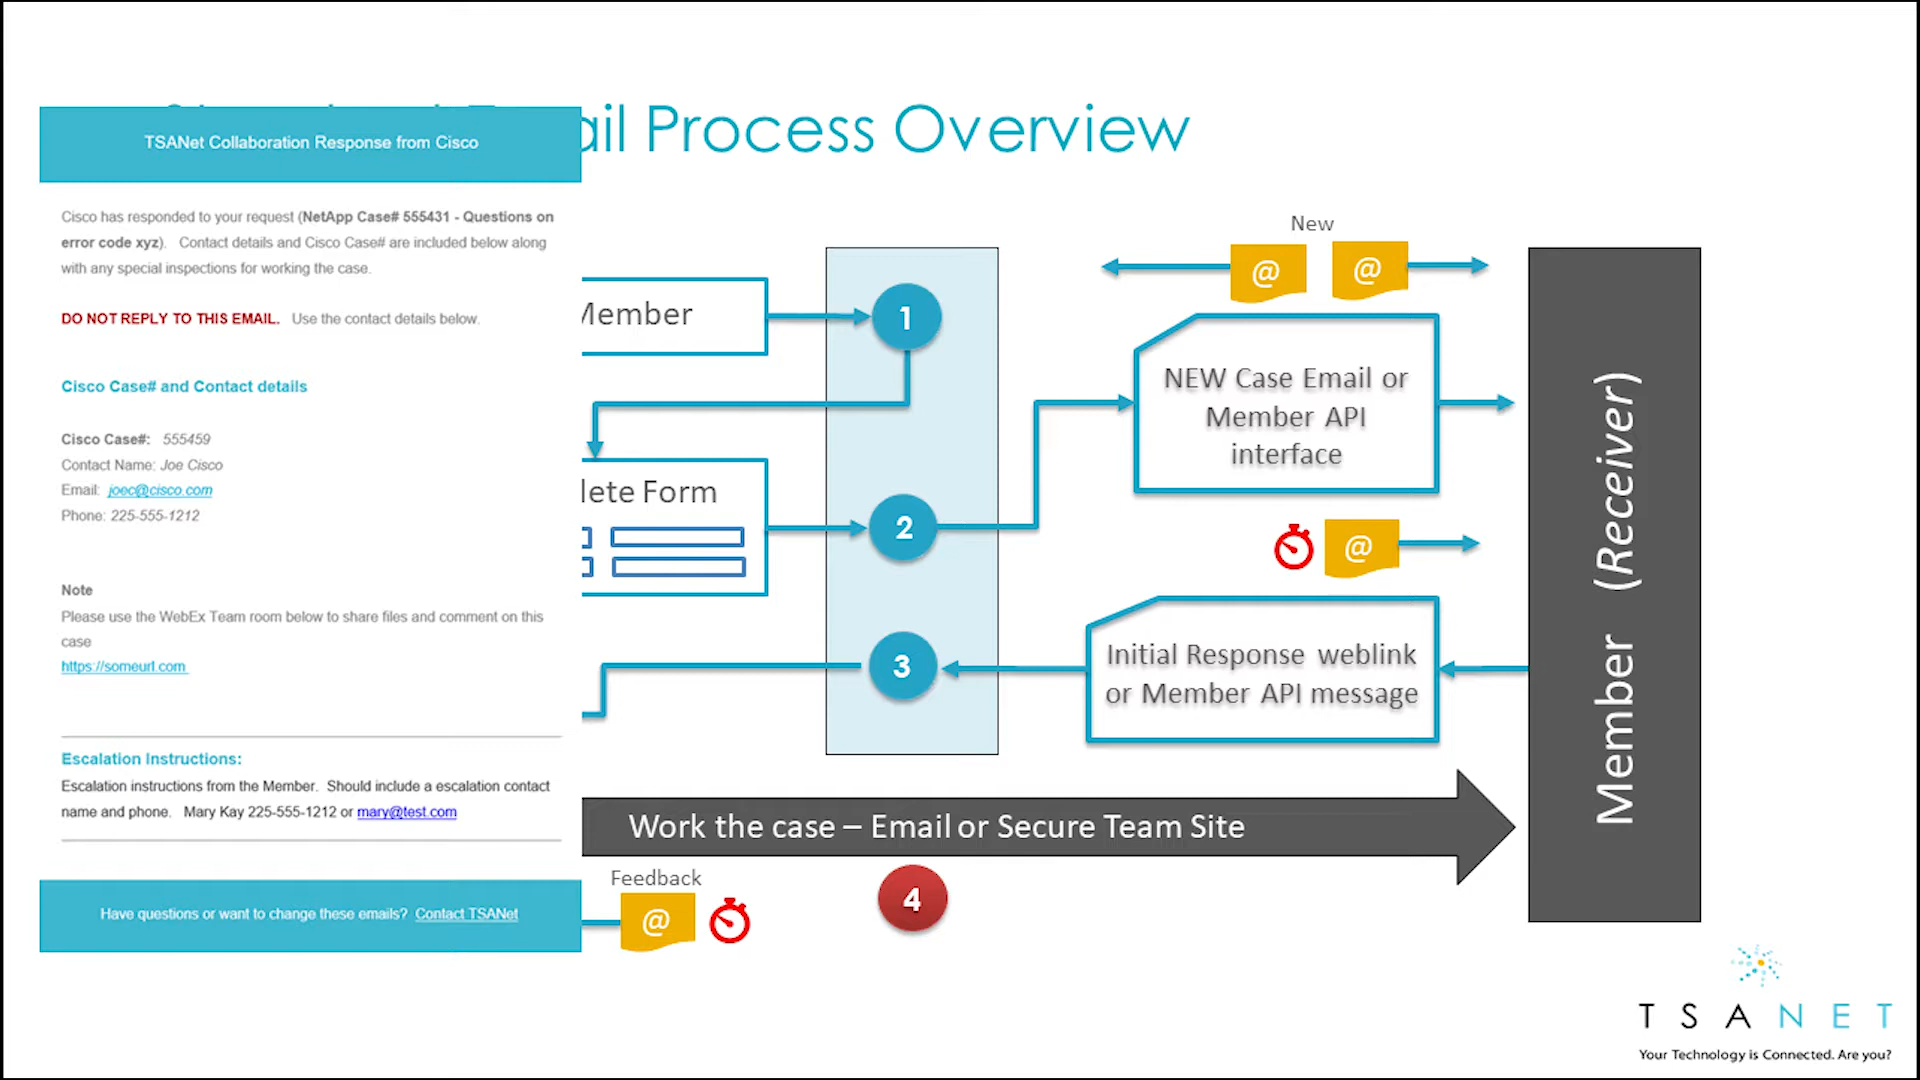 ail Process Overview
TSANet Collaboration Response from Cisco
Cisco has responded to your request (NetApp Case# 555431 - Questions on
error code xyz). Contact details and Cisco Case# are included below along
with any special inspections for working the case.
DO NOT REPLY TO THIS EMAIL. Use the contact details below.
Cisco Case# and Contact details
Cisco Case#: 555459
Contact Name: Joe Cisco
Email: joec@cisco.com
Phone: 225-555-1212
Note
Please use the WebEx Team room below to share files and comment on this
case
https://someurl.com
Escalation Instructions:
Escalation instructions from the Member. Should include a escalation contact
name and phone. Mary Kay 225-555-1212 or mary@test.com
Have questions or want to change these emails? Contact TSANet
Member
1
lete Form
2
3
New
@ @
NEW Case Email or
Member API
interface
@
Initial Response weblink
or Member API message
Member (Receiver)
Work the case – Email or Secure Team Site
Feedback
@
4
TSANET
Your Technology is Connected. Are you?